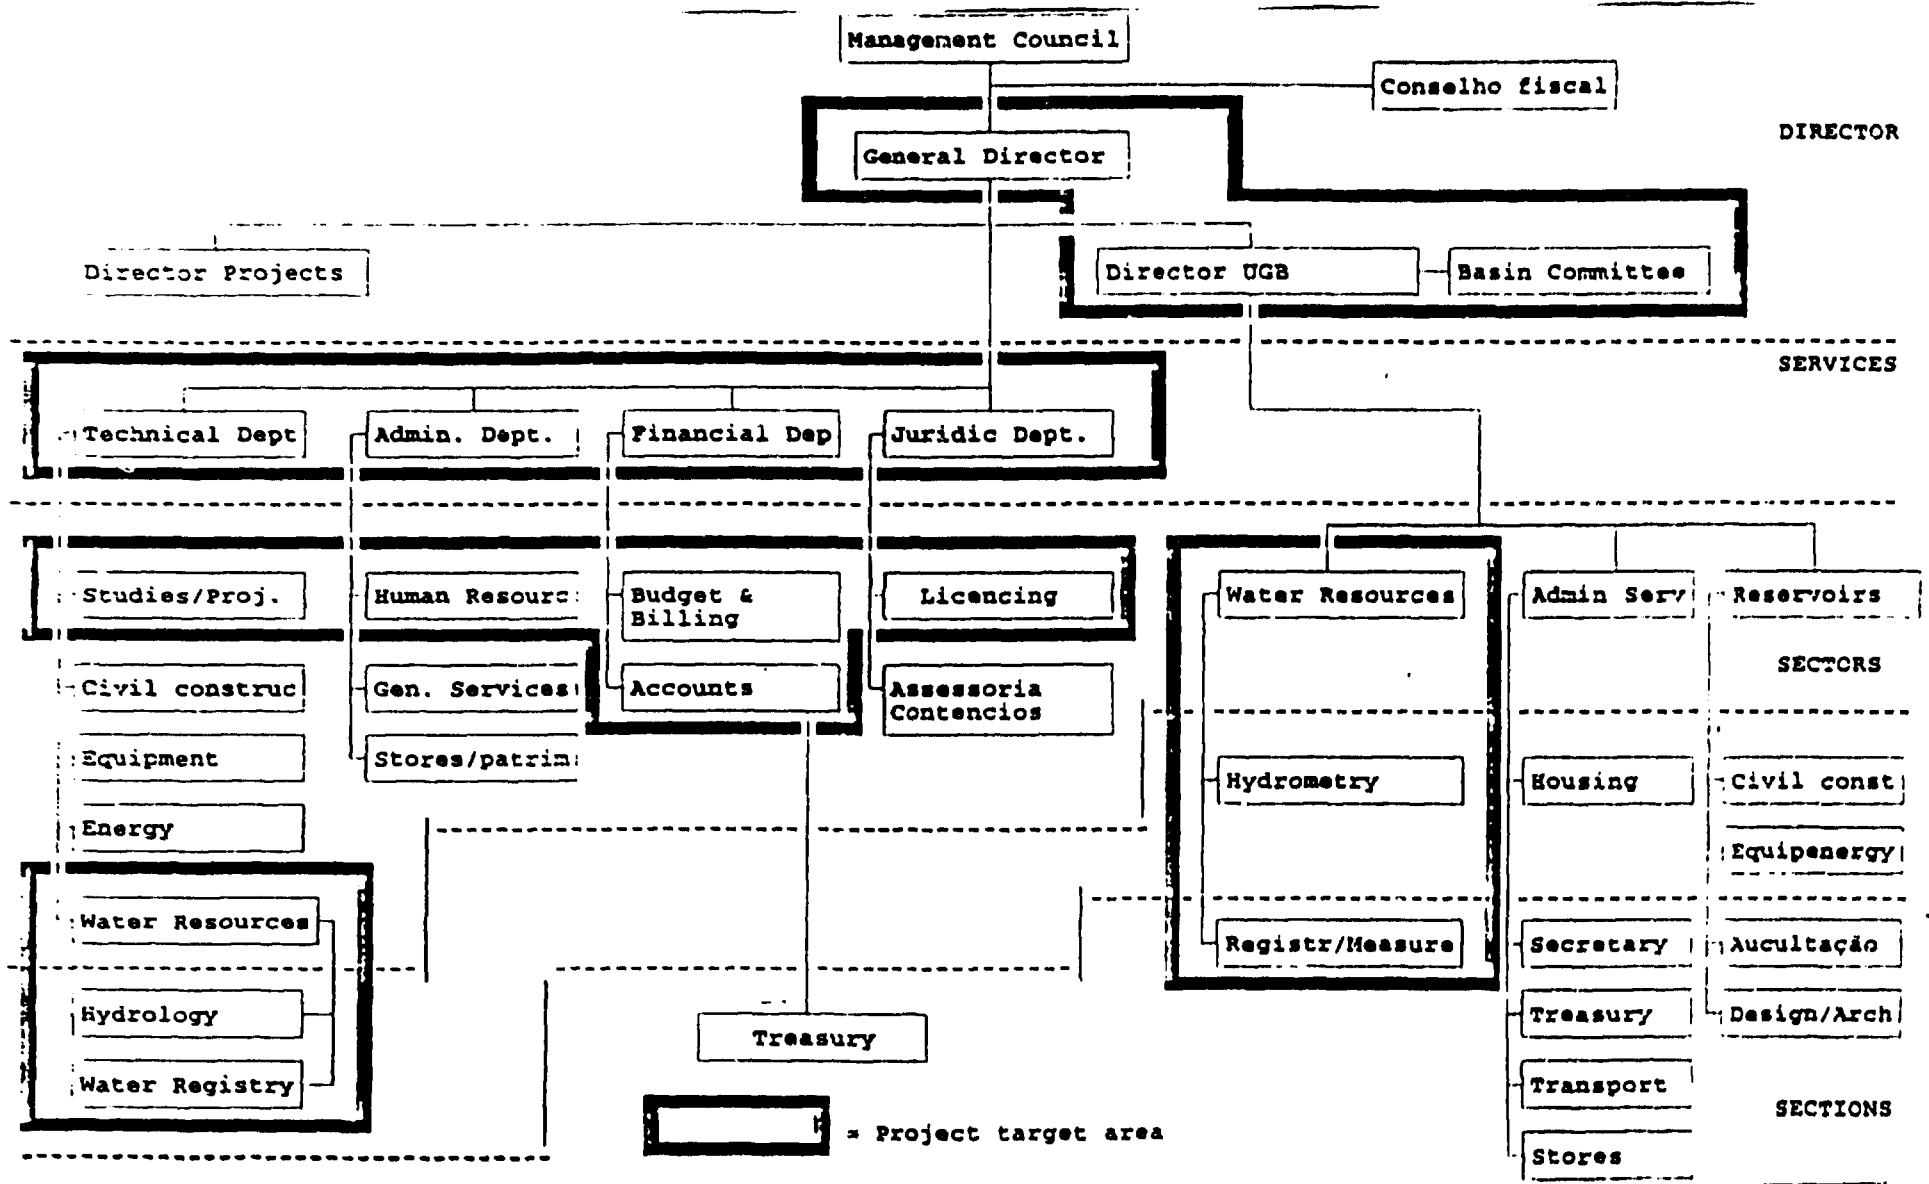 Management Council
Conselho fiscal
DIRECTOR
General Director
Director Projects
Director UGB
Basin Committee
SERVICES
Technical Dept
Admin. Dept.
Financial Dep
Juridic Dept.
Studies/Proj.
Human Resourc
Budget &
Billing
Licencing
Water Resources
Admin Serv
Reservoirs
SECTORS
Civil construc
Gen. Services
Accounts
Assessoria
Contencios
Equipment
Stores/patrim
Hydrometry
Housing
Civil const
Energy
Equipenergy
Water Resources
Registr/Measure
Secretary
Aucultação
Hydrology
Treasury
Treasury
Design/Arch
Water Registry
Transport
SECTIONS
= Project target area
Stores